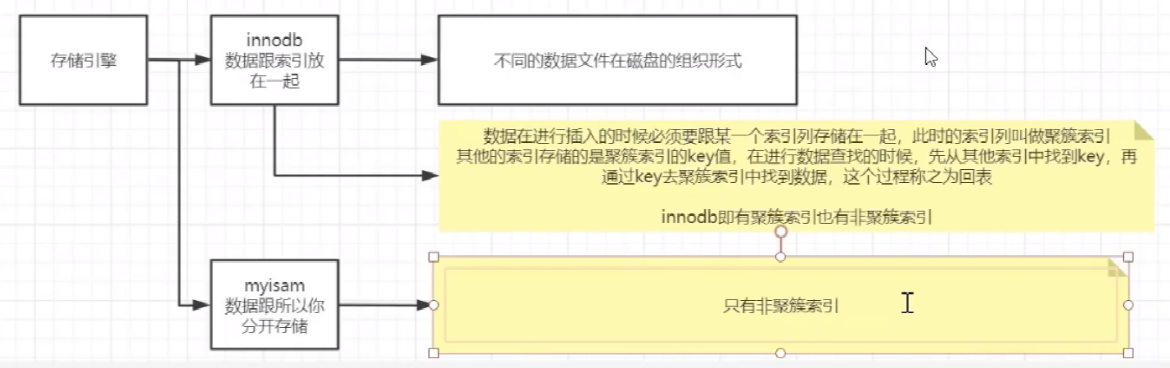 存储引擎
innodb
数据跟索引放
在一起
不同的数据文件在磁盘的组织形式
数据在进行插入的时候必须要跟某一个索引列存储在一起，此时的索引列叫做聚簇索引
其他的索引存储的是聚簇索引的key值，在进行数据查找的时候，先从其他索引中找到key，再
通过key去聚簇索引中找到数据，这个过程称之为回表
innodb即有聚簇索引也有非聚簇索引
myisam
数据跟所以你
分开存储
只有非聚簇索引